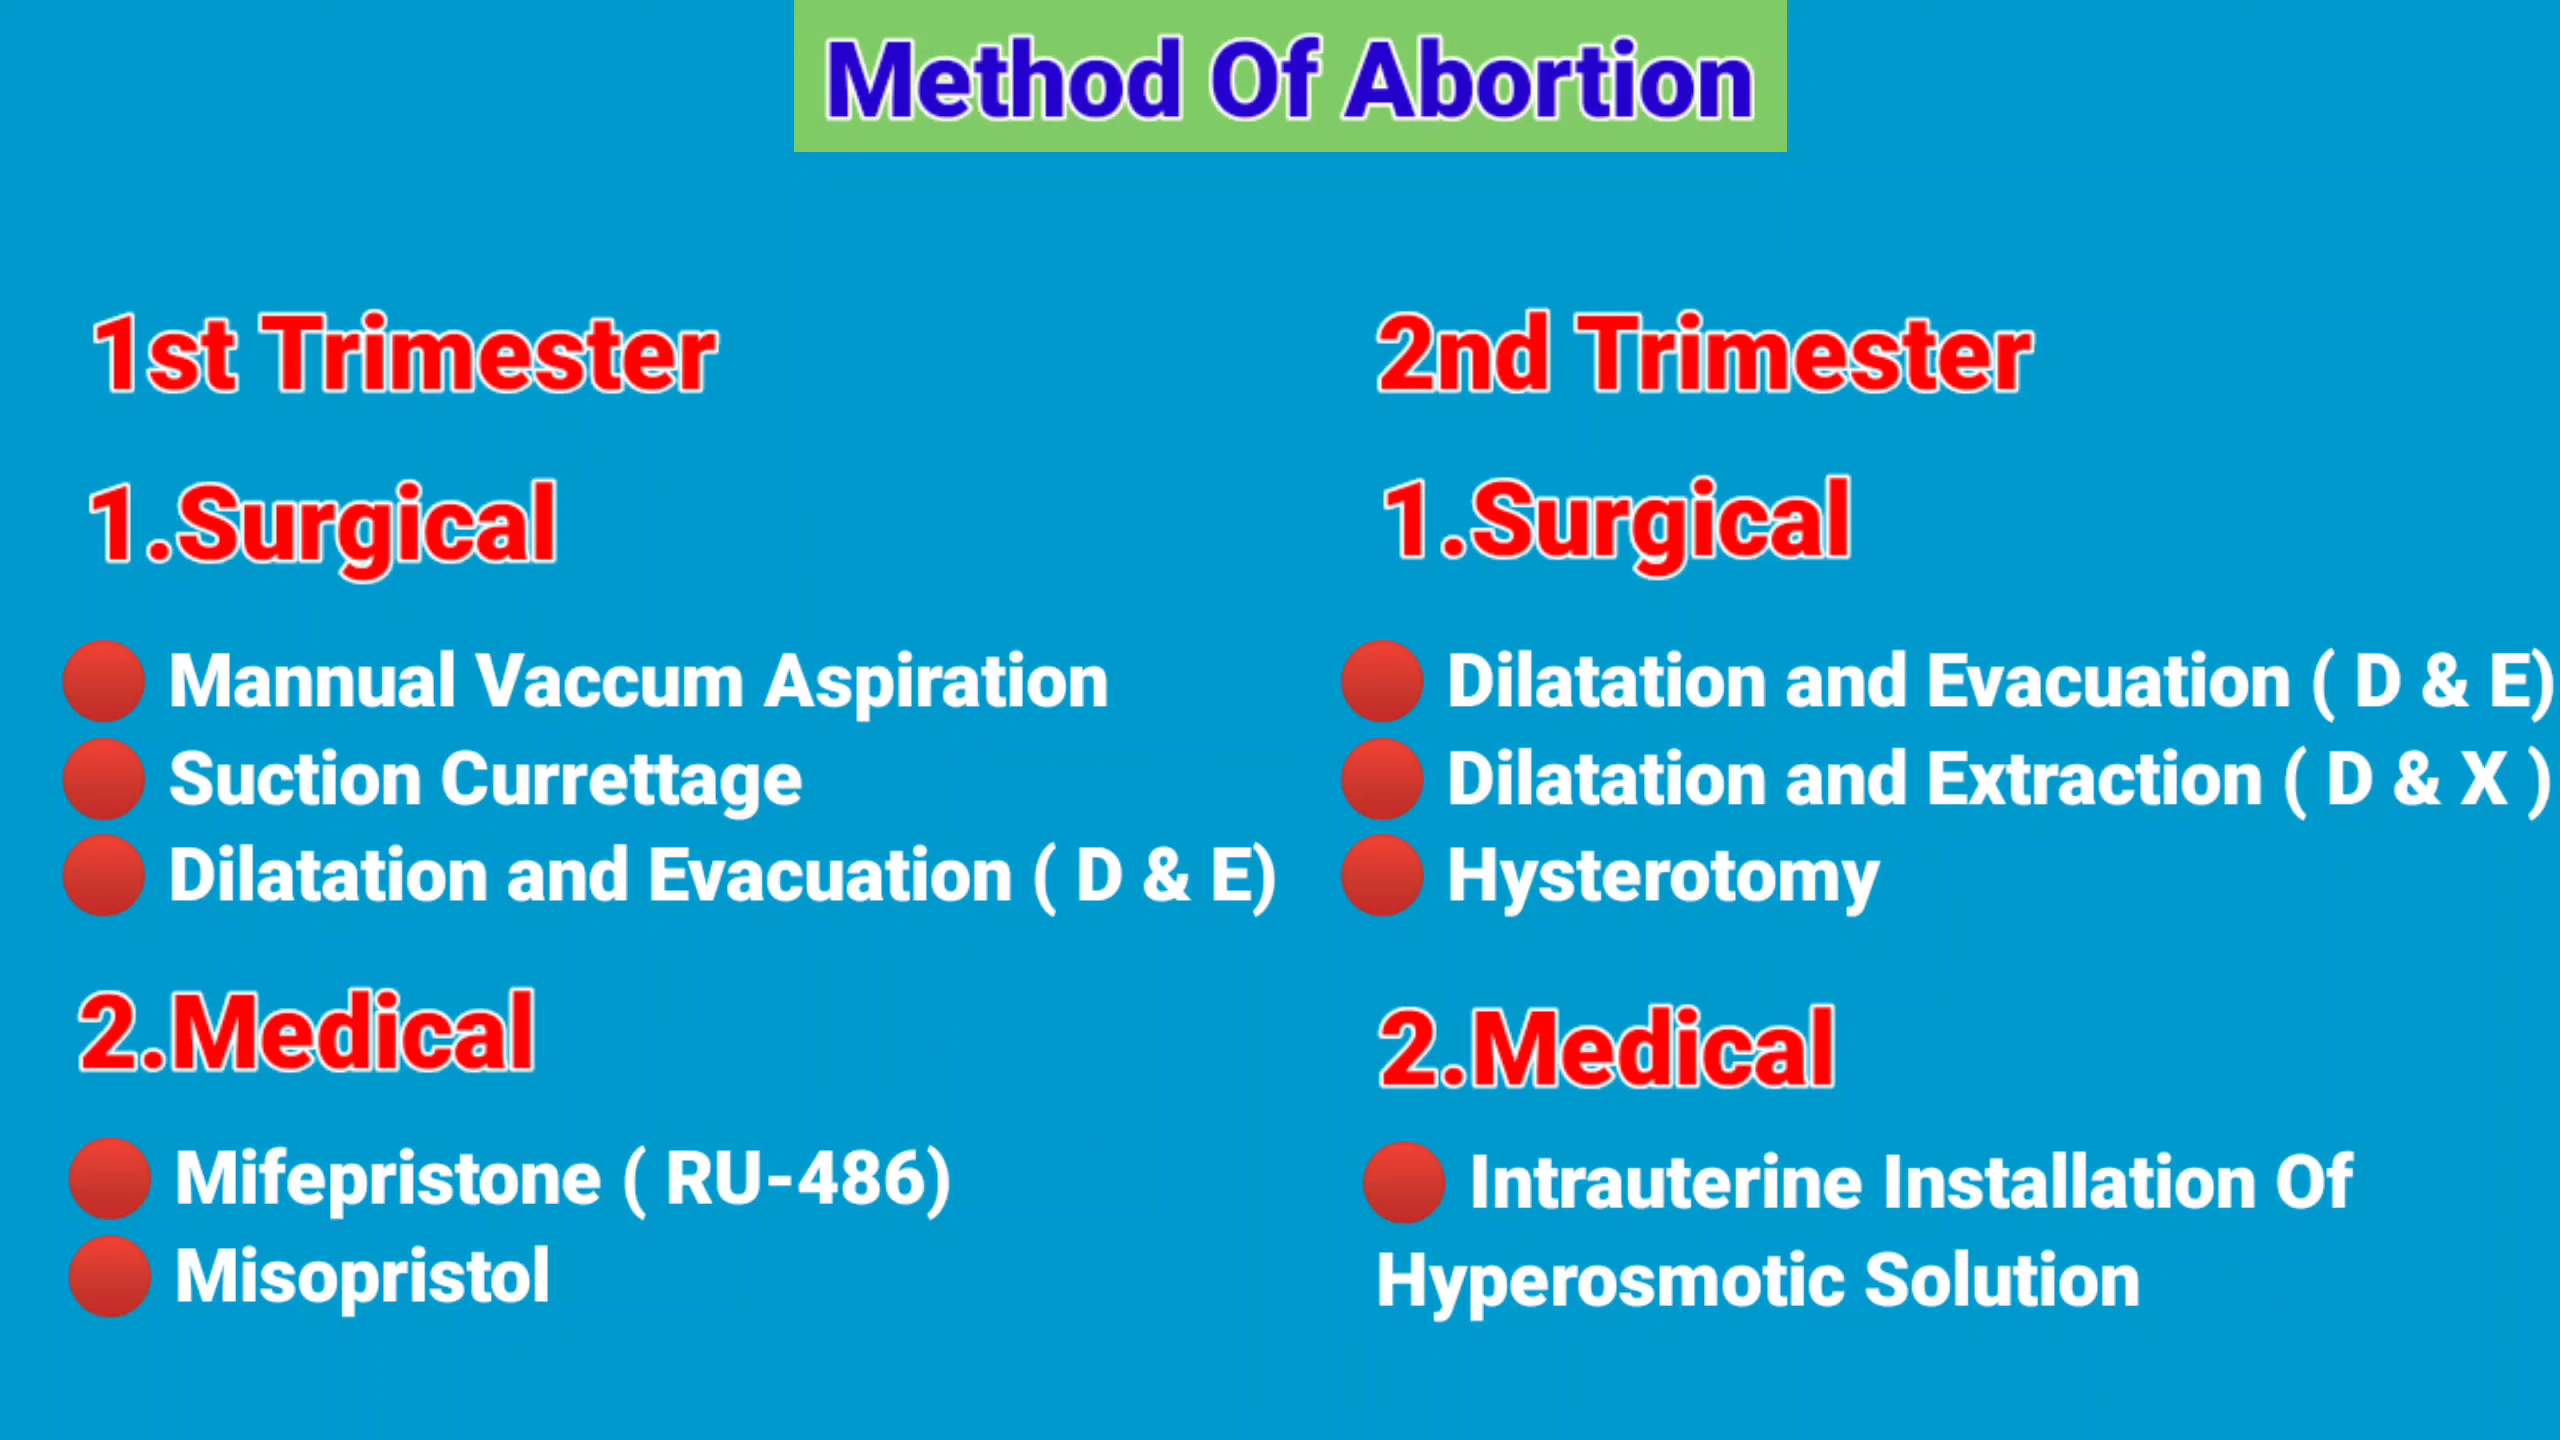 Method Of Abortion
1st Trimester
1.Surgical
Mannual Vaccum Aspiration
Suction Currettage
Dilatation and Evacuation ( D & E)
2.Medical
Mifepristone ( RU-486)
Misopristol
2nd Trimester
1.Surgical
Dilatation and Evacuation ( D & E)
Dilatation and Extraction ( D & X )
Hysterotomy
2.Medical
Intrauterine Installation Of
Hyperosmotic Solution